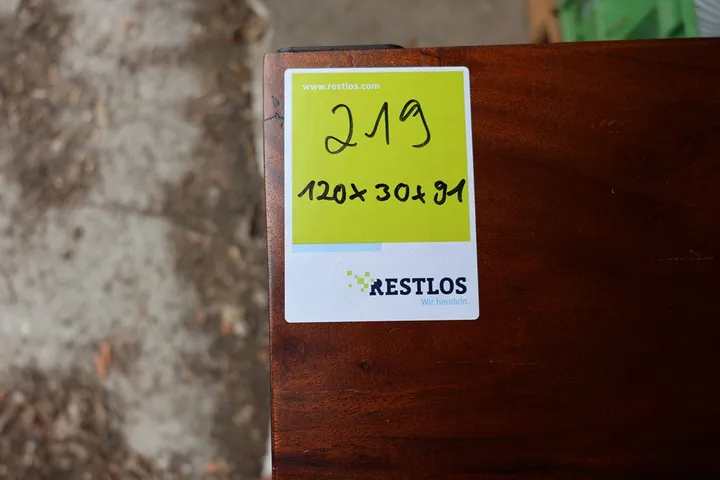 www.restlos.com
219
120x30x91
RESTLOS
Wir handeln.